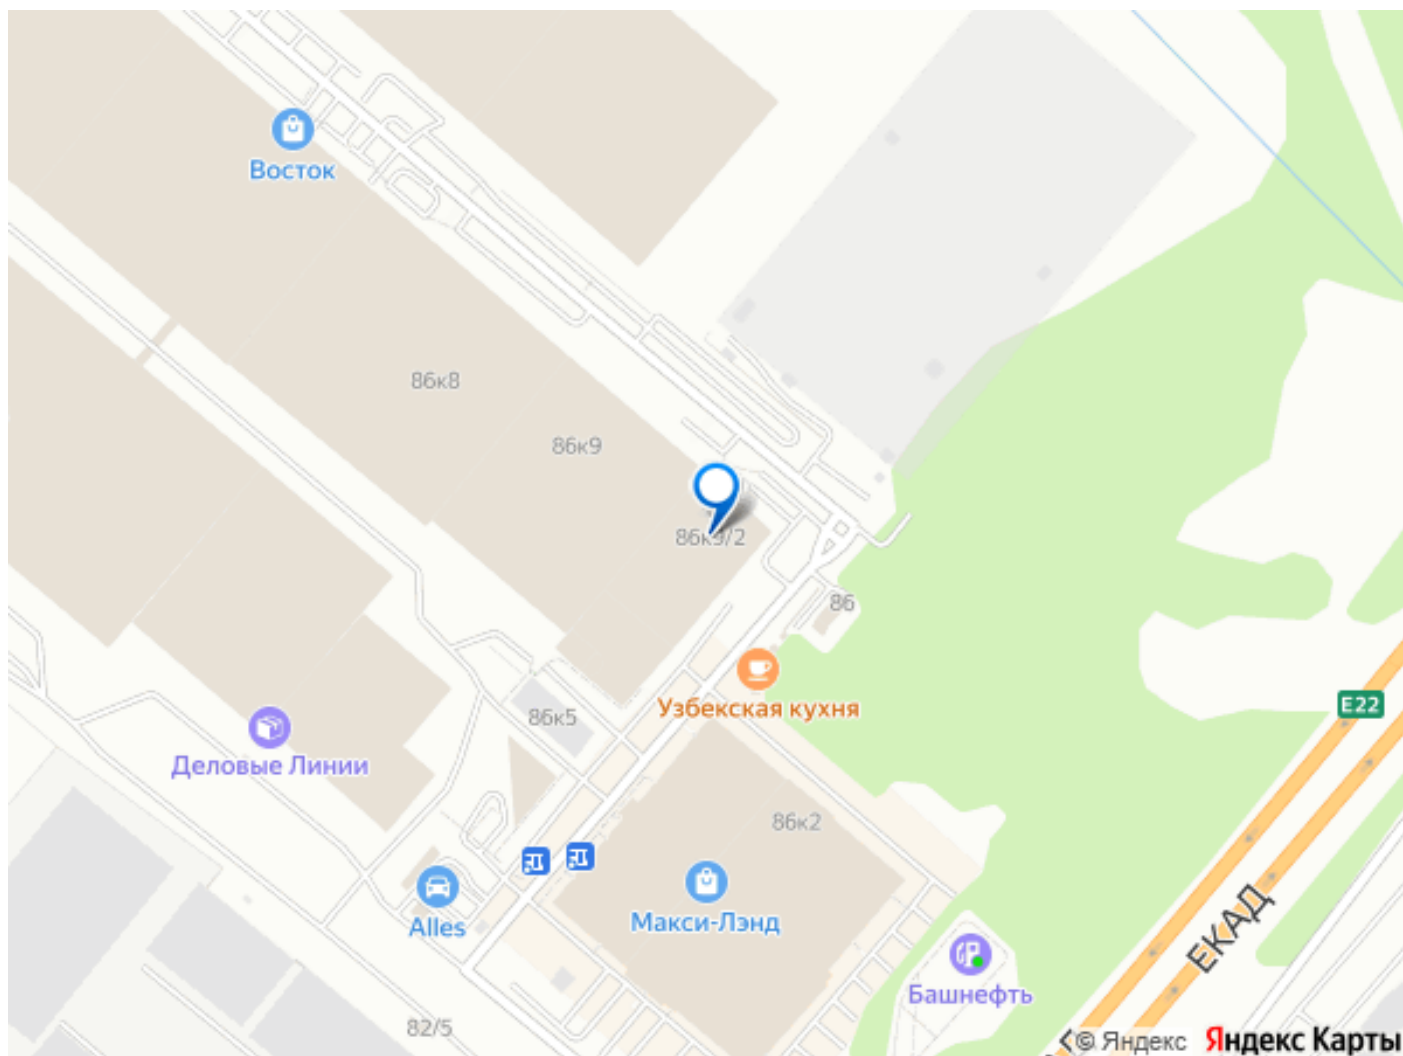 Восток
86к8
86к9
86к9/2
86
Узбекская кухня
E22
86к5
Деловые Линии
86к2
Alles
Макси-Лэнд
ЕКАД
Башнефть
82/5
© Яндекс Яндекс Карты